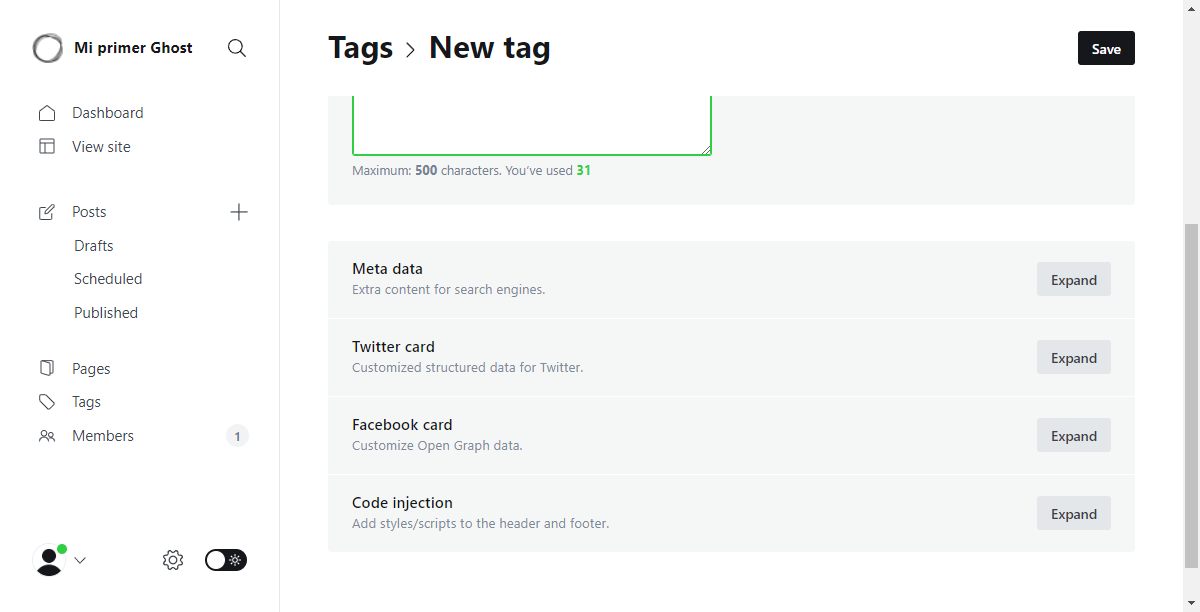 Mi primer Ghost
Dashboard
View site
Posts
Drafts
Scheduled
Published
Pages
Tags
Members 1
Tags > New tag
Save
Maximum: 500 characters. You’ve used 31
Meta data
Extra content for search engines.
Expand
Twitter card
Customized structured data for Twitter.
Expand
Facebook card
Customize Open Graph data.
Expand
Code injection
Add styles/scripts to the header and footer.
Expand